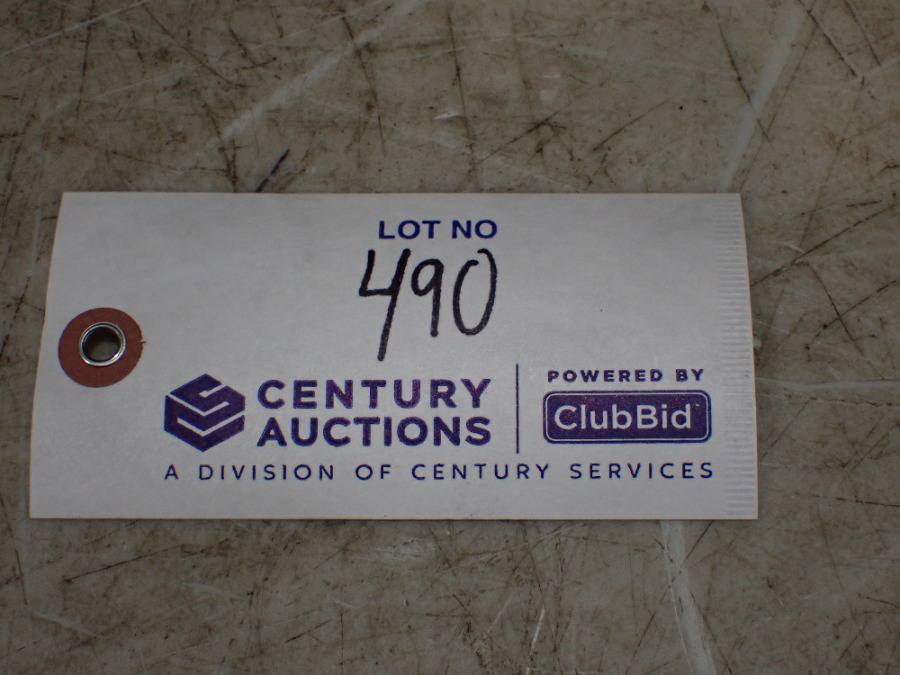 LOT NO
490
CENTURY
AUCTIONS
POWERED BY
ClubBid
A DIVISION OF CENTURY SERVICES